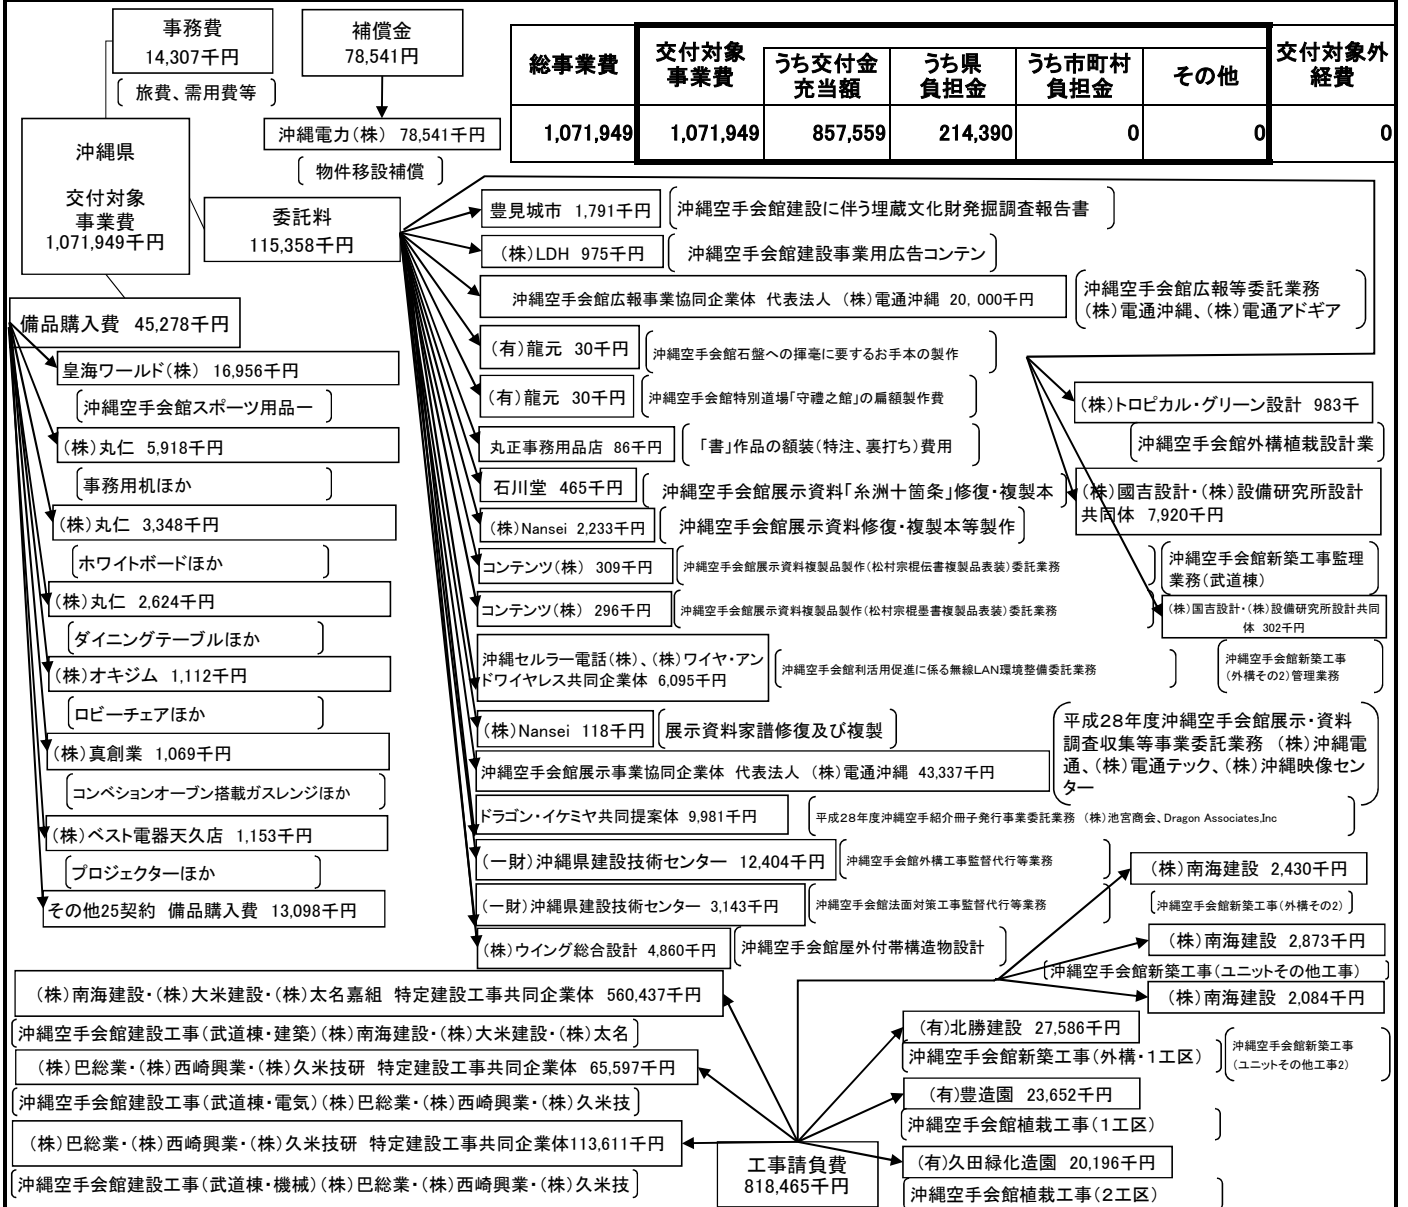 事務費
14,307千円
旅費、需用費等
補償金
78,541円
沖縄電力(株) 78,541千円
物件移設補償
総事業費
交付対象
事業費
うち交付金
充当額
うち県
負担金
うち市町村
負担金
その他
交付対象外
経費
1,071,949
1,071,949
857,559
214,390
0
0
0
沖縄県
交付対象
事業費
1,071,949千円
委託料
115,358千円
備品購入費 45,278千円
皇海ワールド(株) 16,956千円
沖縄空手会館スポーツ用品一
(株)丸仁 5,918千円
事務用机ほか
(株)丸仁 3,348千円
ホワイトボードほか
(株)丸仁 2,624千円
ダイニングテーブルほか
(株)オキジム 1,112千円
ロビーチェアほか
(株)真創業 1,069千円
コンベションオーブン搭載ガスレンジほか
(株)ベスト電器天久店 1,153千円
プロジェクターほか
その他25契約 備品購入費 13,098千円
豊見城市 1,791千円
沖縄空手会館建設に伴う埋蔵文化財発掘調査報告書
(株)LDH 975千円
沖縄空手会館建設事業用広告コンテン
沖縄空手会館広報事業協同企業体 代表法人 (株)電通沖縄 20,000千円
沖縄空手会館広報等委託業務
(株)電通沖縄、(株)電通アドギア
(有)龍元 30千円
沖縄空手会館石盤への揮毫に要するお手本の製作
(有)龍元 30千円
沖縄空手会館特別道場「守禮之館」の扁額製作費
丸正事務用品店 86千円
「書」作品の額装(特注、裏打ち)費用
石川堂 465千円
沖縄空手会館展示資料「糸洲十箇条」修復・複製本
(株)Nansei 2,233千円
沖縄空手会館展示資料修復・複製本等製作
コンテンツ(株) 309千円
沖縄空手会館展示資料複製品製作(松村宗棍伝書複製品表装)委託業務
コンテンツ(株) 296千円
沖縄空手会館展示資料複製品製作(松村宗棍墨書複製品表装)委託業務
沖縄セルラー電話(株)、(株)ワイヤ・アン
ドワイヤレス共同企業体 6,095千円
沖縄空手会館利活用促進に係る無線LAN環境整備委託業務
(株)Nansei 118千円
展示資料家譜修復及び複製
沖縄空手会館展示事業協同企業体 代表法人 (株)電通沖縄 43,337千円
平成28年度沖縄空手会館展示・資料
調査収集等事業委託業務 (株)沖縄電
通、(株)電通テック、(株)沖縄映像セン
ター
ドラゴン・イケミヤ共同提案体 9,981千円
平成28年度沖縄空手紹介冊子発行事業委託業務 (株)池宮商会、Dragon Associates,Inc
(一財)沖縄県建設技術センター 12,404千円
沖縄空手会館外構工事監督代行等業務
(一財)沖縄県建設技術センター 3,143千円
沖縄空手会館法面対策工事監督代行等業務
(株)ウイング総合設計 4,860千円
沖縄空手会館屋外付帯構造物設計
(株)トロピカル・グリーン設計 983千
沖縄空手会館外構植栽設計業
(株)國吉設計・(株)設備研究所設計
共同体 7,920千円
沖縄空手会館新築工事監理
業務(武道棟)
(株)国吉設計・(株)設備研究所設計共同
体 302千円
沖縄空手会館新築工事
(外構その2)管理業務
(株)南海建設 2,430千円
沖縄空手会館新築工事(外構その2)
(株)南海建設 2,873千円
沖縄空手会館新築工事(ユニットその他工事)
(株)南海建設 2,084千円
沖縄空手会館新築工事
(ユニットその他工事2)
(株)南海建設・(株)大米建設・(株)太名嘉組 特定建設工事共同企業体 560,437千円
沖縄空手会館建設工事(武道棟・建築)(株)南海建設・(株)大米建設・(株)太名
(株)巴総業・(株)西崎興業・(株)久米技研 特定建設工事共同企業体 65,597千円
沖縄空手会館建設工事(武道棟・電気)(株)巴総業・(株)西崎興業・(株)久米技
(株)巴総業・(株)西崎興業・(株)久米技研 特定建設工事共同企業体113,611千円
沖縄空手会館建設工事(武道棟・機械)(株)巴総業・(株)西崎興業・(株)久米技
工事請負費
818,465千円
(有)北勝建設 27,586千円
沖縄空手会館新築工事(外構・1工区)
(有)豊造園 23,652千円
沖縄空手会館植栽工事(1工区)
(有)久田緑化造園 20,196千円
沖縄空手会館植栽工事(2工区)